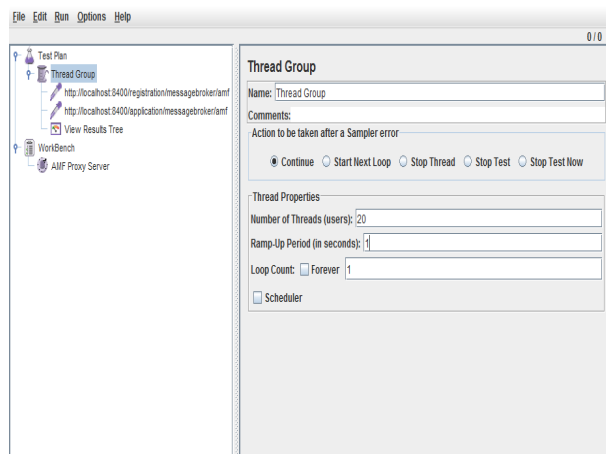 File Edit Run Options Help
0 / 0
Test Plan
Thread Group
http://localhost:8400/registration/messagebroker/amf
http://localhost:8400/application/messagebroker/amf
View Results Tree
WorkBench
AMF Proxy Server
Thread Group
Name: Thread Group
Comments:
Action to be taken after a Sampler error
Continue Start Next Loop Stop Thread Stop Test Stop Test Now
Thread Properties
Number of Threads (users): 20
Ramp-Up Period (in seconds): 1
Loop Count: Forever 1
Scheduler